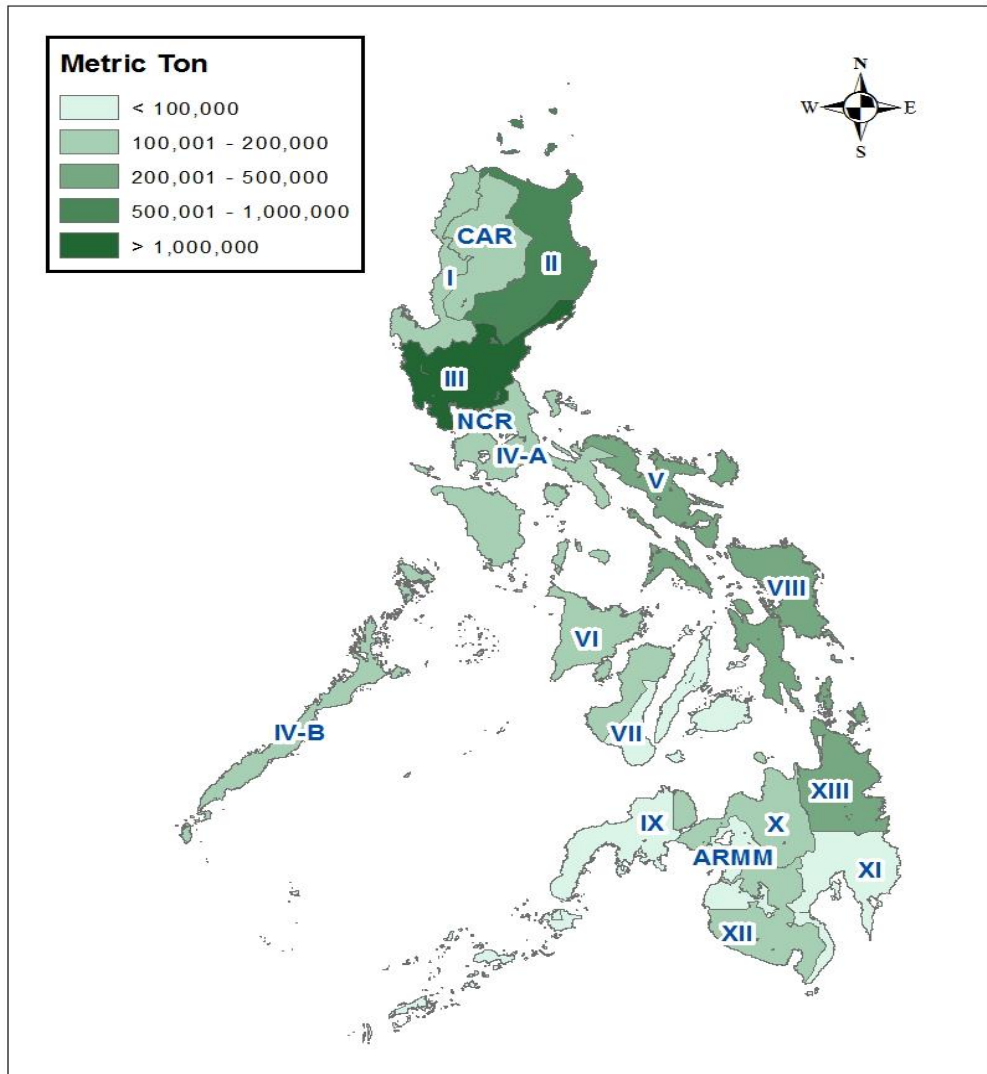 Metric Ton
< 100,000
100,001 - 200,000
200,001 - 500,000
500,001 - 1,000,000
> 1,000,000
N
W E
S
CAR
I
II
III
NCR
IV-A
V
VIII
VI
IV-B
VII
XIII
IX
X
ARMM
XI
XII